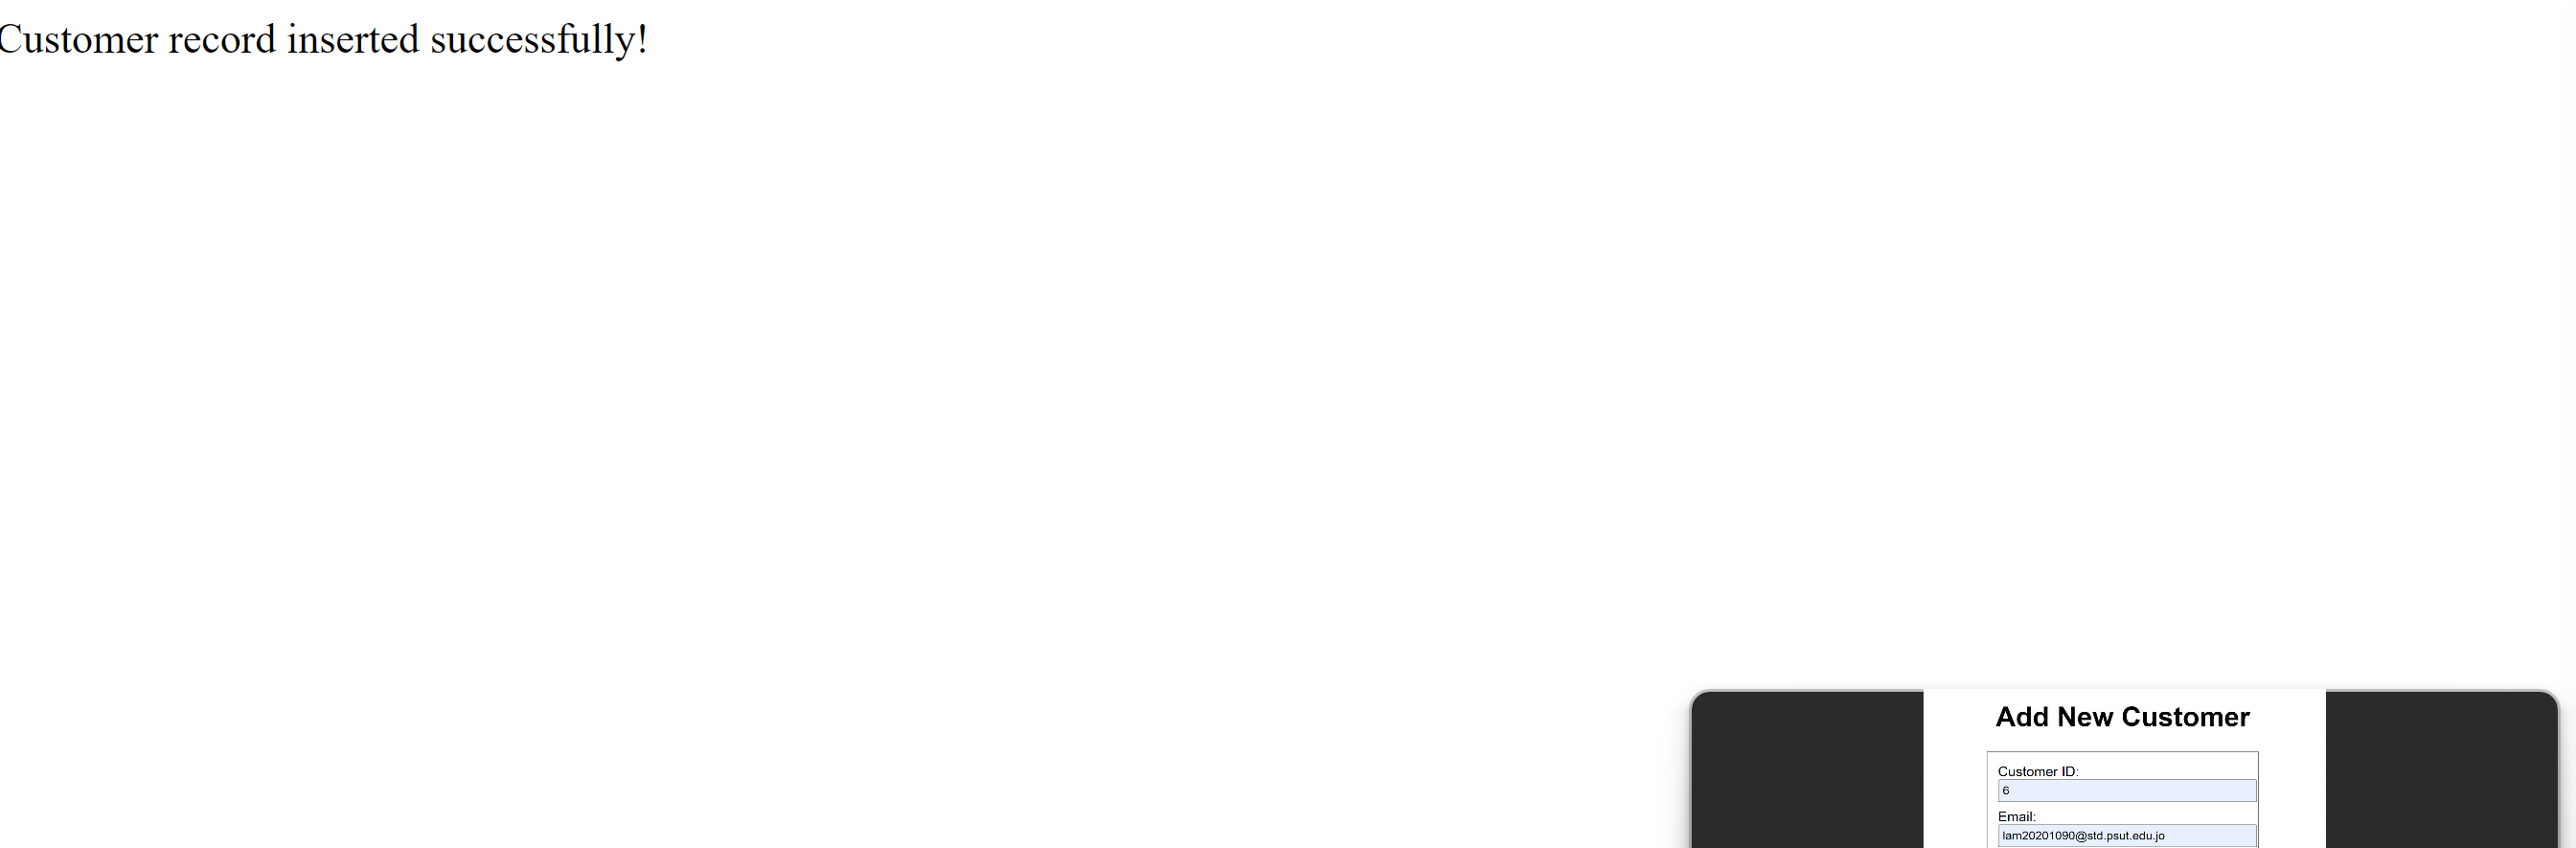 Customer record inserted successfully!
Add New Customer
Customer ID:
6
Email:
lam20201090@std.psut.edu.jo